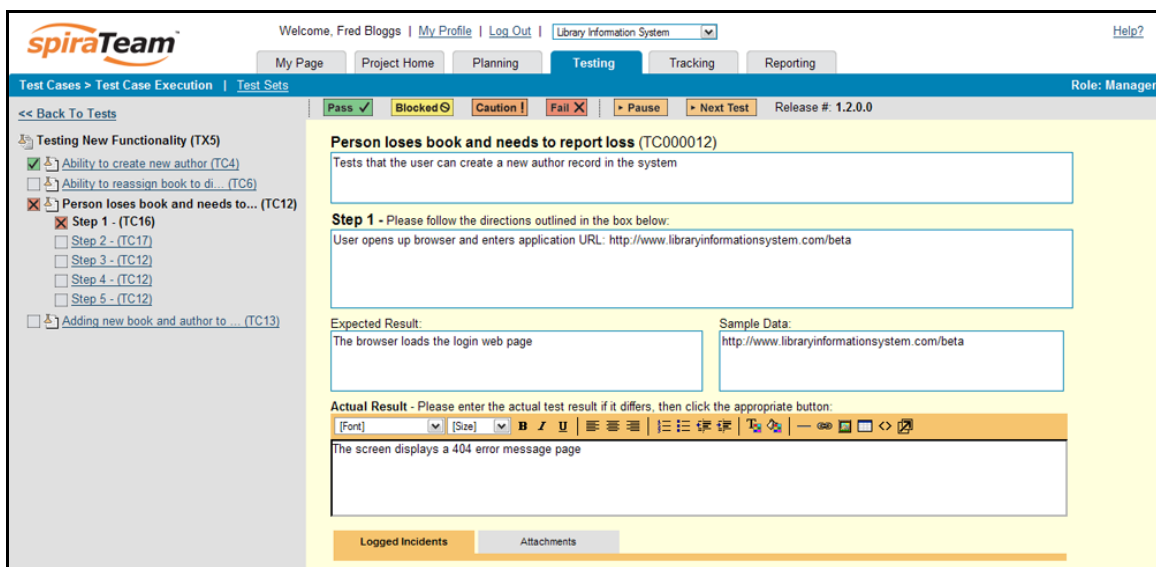 spiraTeam
Welcome, Fred Bloggs | My Profile | Log Out | Library Information System
Help?
My Page Project Home Planning Testing Tracking Reporting
Test Cases > Test Case Execution | Test Sets
Role: Manager
<< Back To Tests
Testing New Functionality (TX5)
Ability to create new author (TC4)
Ability to reassign book to di... (TC6)
Person loses book and needs to... (TC12)
Step 1 - (TC16)
Step 2 - (TC17)
Step 3 - (TC12)
Step 4 - (TC12)
Step 5 - (TC12)
Adding new book and author to ... (TC13)
Pass Blocked Caution ! Fail Pause Next Test Release #: 1.2.0.0
Person loses book and needs to report loss (TC000012)
Tests that the user can create a new author record in the system
Step 1 - Please follow the directions outlined in the box below:
User opens up browser and enters application URL: http://www.libraryinformationsystem.com/beta
Expected Result:
The browser loads the login web page
Sample Data:
http://www.libraryinformationsystem.com/beta
Actual Result - Please enter the actual test result if it differs, then click the appropriate button:
[Font] [Size] B I U
The screen displays a 404 error message page
Logged Incidents Attachments